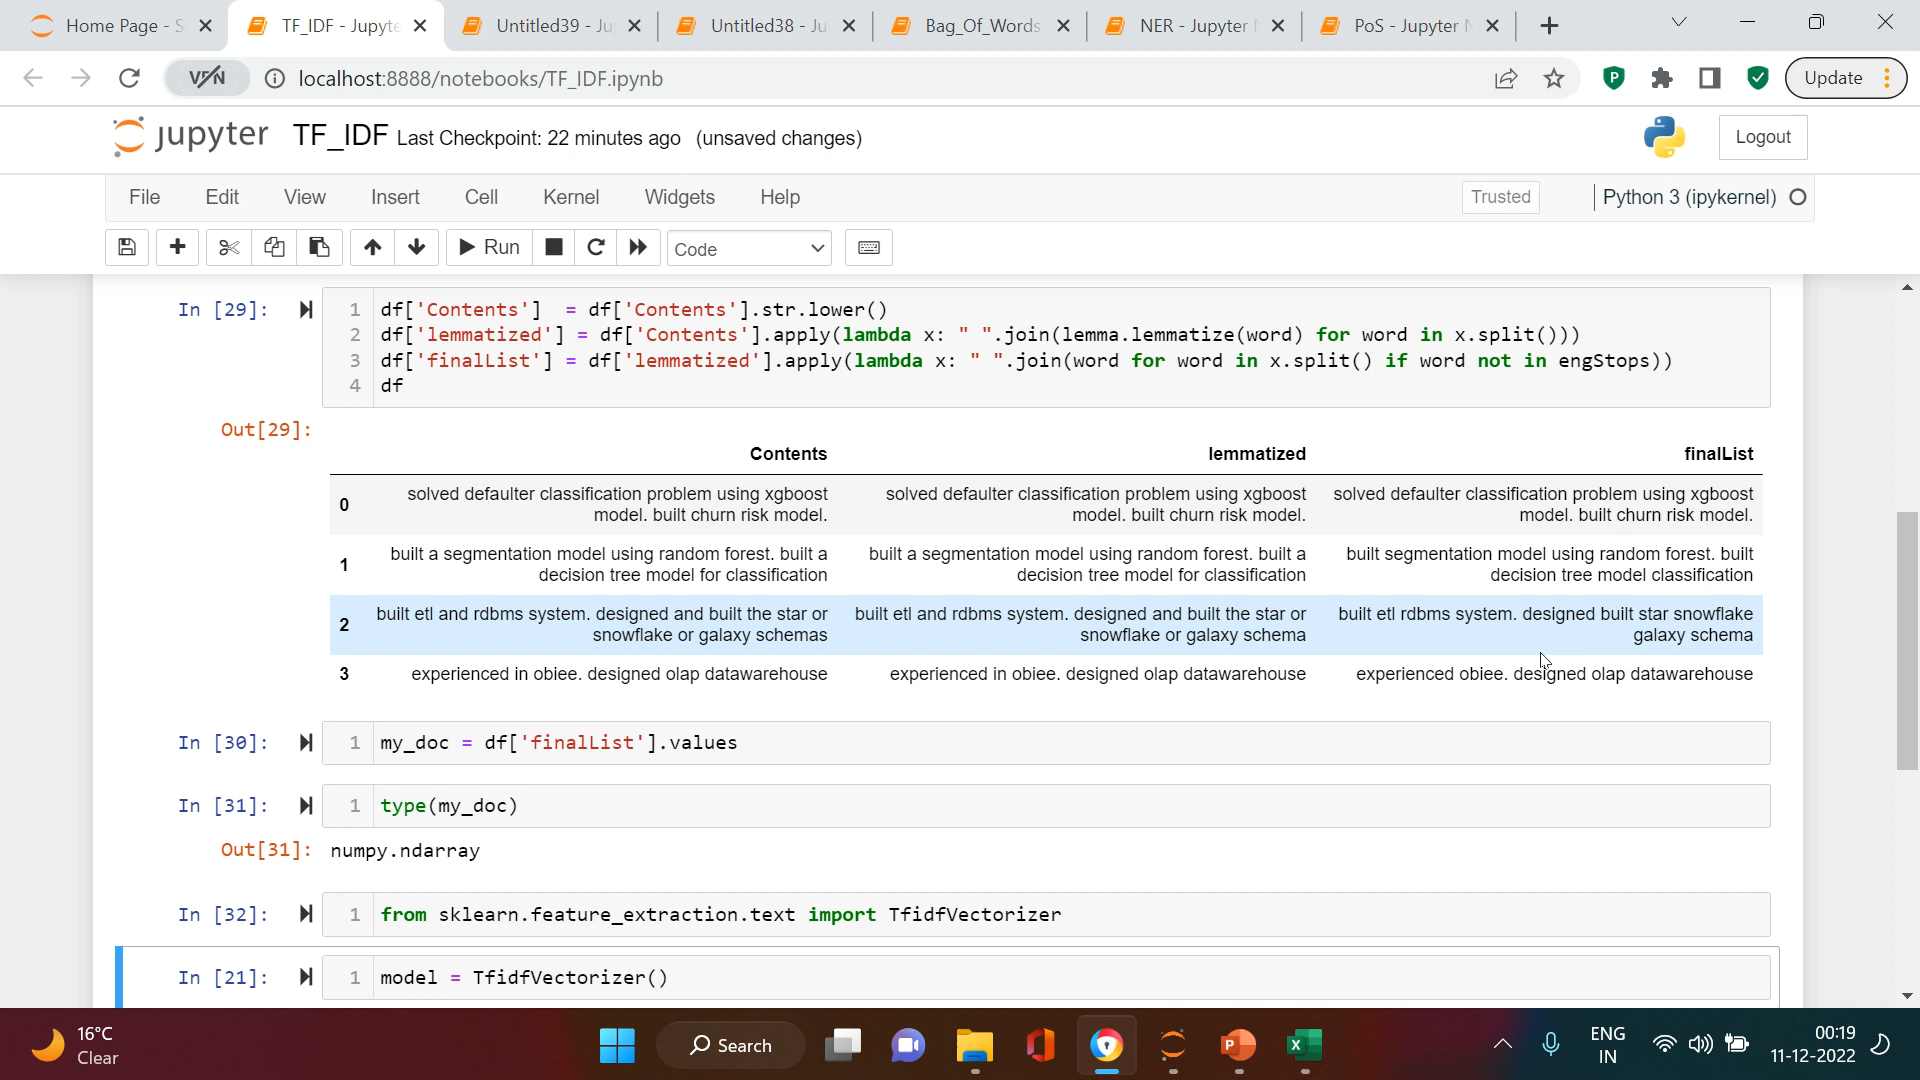 Home Page - S
TF_IDF - Jupyte
Untitled39 - Ju
Untitled38 - Ju
Bag_Of_Words
NER - Jupyter
PoS - Jupyter N
VPN
localhost:8888/notebooks/TF_IDF.ipynb
Update
jupyter TF_IDF Last Checkpoint: 22 minutes ago (unsaved changes)
Logout
File Edit View Insert Cell Kernel Widgets Help
Trusted
Python 3 (ipykernel)
Run
Code
In [29]:
1 df['Contents']  = df['Contents'].str.lower()
2 df['lemmatized'] = df['Contents'].apply(lambda x: " ".join(lemma.lemmatize(word) for word in x.split()))
3 df['finalList'] = df['lemmatized'].apply(lambda x: " ".join(word for word in x.split() if word not in engStops))
4 df
Out[29]:
Contents lemmatized finalList
0 solved defaulter classification problem using xgboost solved defaulter classification problem using xgboost solved defaulter classification problem using xgboost
model. built churn risk model. model. built churn risk model. model. built churn risk model.
1 built a segmentation model using random forest. built a built a segmentation model using random forest. built a built segmentation model using random forest. built
decision tree model for classification decision tree model for classification decision tree model classification
2 built etl and rdbms system. designed and built the star or built etl and rdbms system. designed and built the star or built etl rdbms system. designed built star snowflake
snowflake or galaxy schemas snowflake or galaxy schema galaxy schema
3 experienced in obiee. designed olap datawarehouse experienced in obiee. designed olap datawarehouse experienced obiee. designed olap datawarehouse
In [30]: 1 my_doc = df['finalList'].values
In [31]: 1 type(my_doc)
Out[31]: numpy.ndarray
In [32]: 1 from sklearn.feature_extraction.text import TfidfVectorizer
In [21]: 1 model = TfidfVectorizer()
16°C
Clear
Search
ENG
IN
00:19
11-12-2022